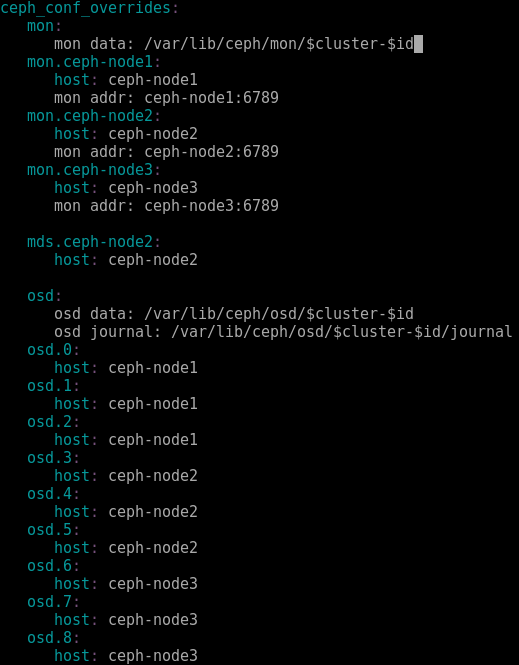 ceph_conf_overrides:
mon:
mon data: /var/lib/ceph/mon/$cluster-$id
mon.ceph-node1:
host: ceph-node1
mon addr: ceph-node1:6789
mon.ceph-node2:
host: ceph-node2
mon addr: ceph-node2:6789
mon.ceph-node3:
host: ceph-node3
mon addr: ceph-node3:6789
mds.ceph-node2:
host: ceph-node2
osd:
osd data: /var/lib/ceph/osd/$cluster-$id
osd journal: /var/lib/ceph/osd/$cluster-$id/journal
osd.0:
host: ceph-node1
osd.1:
host: ceph-node1
osd.2:
host: ceph-node1
osd.3:
host: ceph-node2
osd.4:
host: ceph-node2
osd.5:
host: ceph-node2
osd.6:
host: ceph-node3
osd.7:
host: ceph-node3
osd.8:
host: ceph-node3